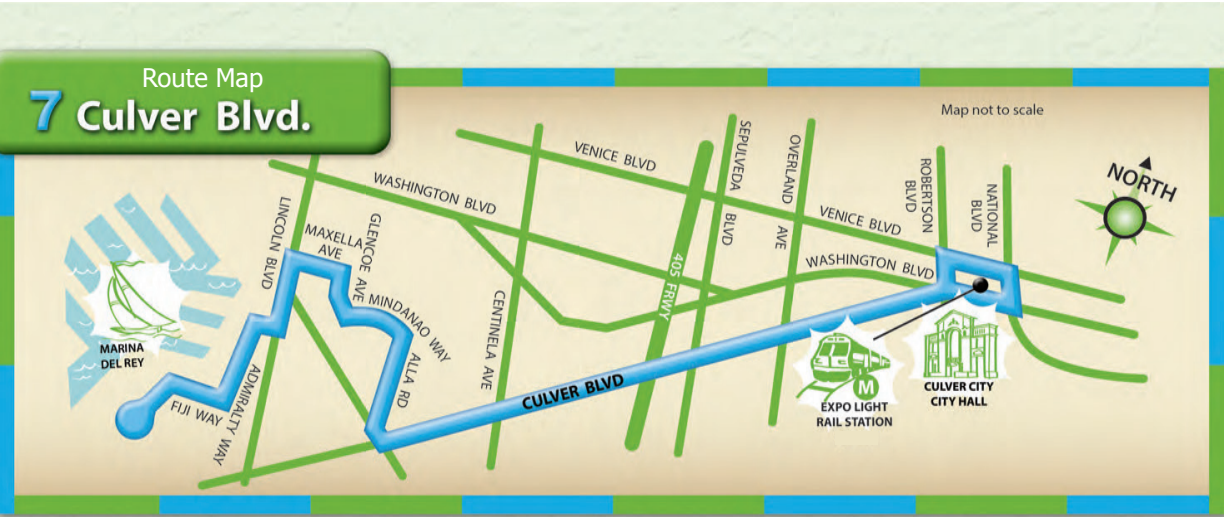 Route Map
7 Culver Blvd.
Map not to scale
NORTH
VENICE BLVD
SEPULVEDA
BLVD
OVERLAND
AVE
ROBERTSON
BLVD
NATIONAL
BLVD
WASHINGTON BLVD
VENICE BLVD
WASHINGTON BLVD
LINCOLN BLVD
MAXELLA
AVE
GLENCOE AVE
MINDANAO WAY
405 FRWY
CENTINELA AVE
ALLA RD
MARINA
DEL REY
FIJI WAY
ADMIRALTY WAY
CULVER BLVD
M
EXPO LIGHT
RAIL STATION
CULVER CITY
CITY HALL